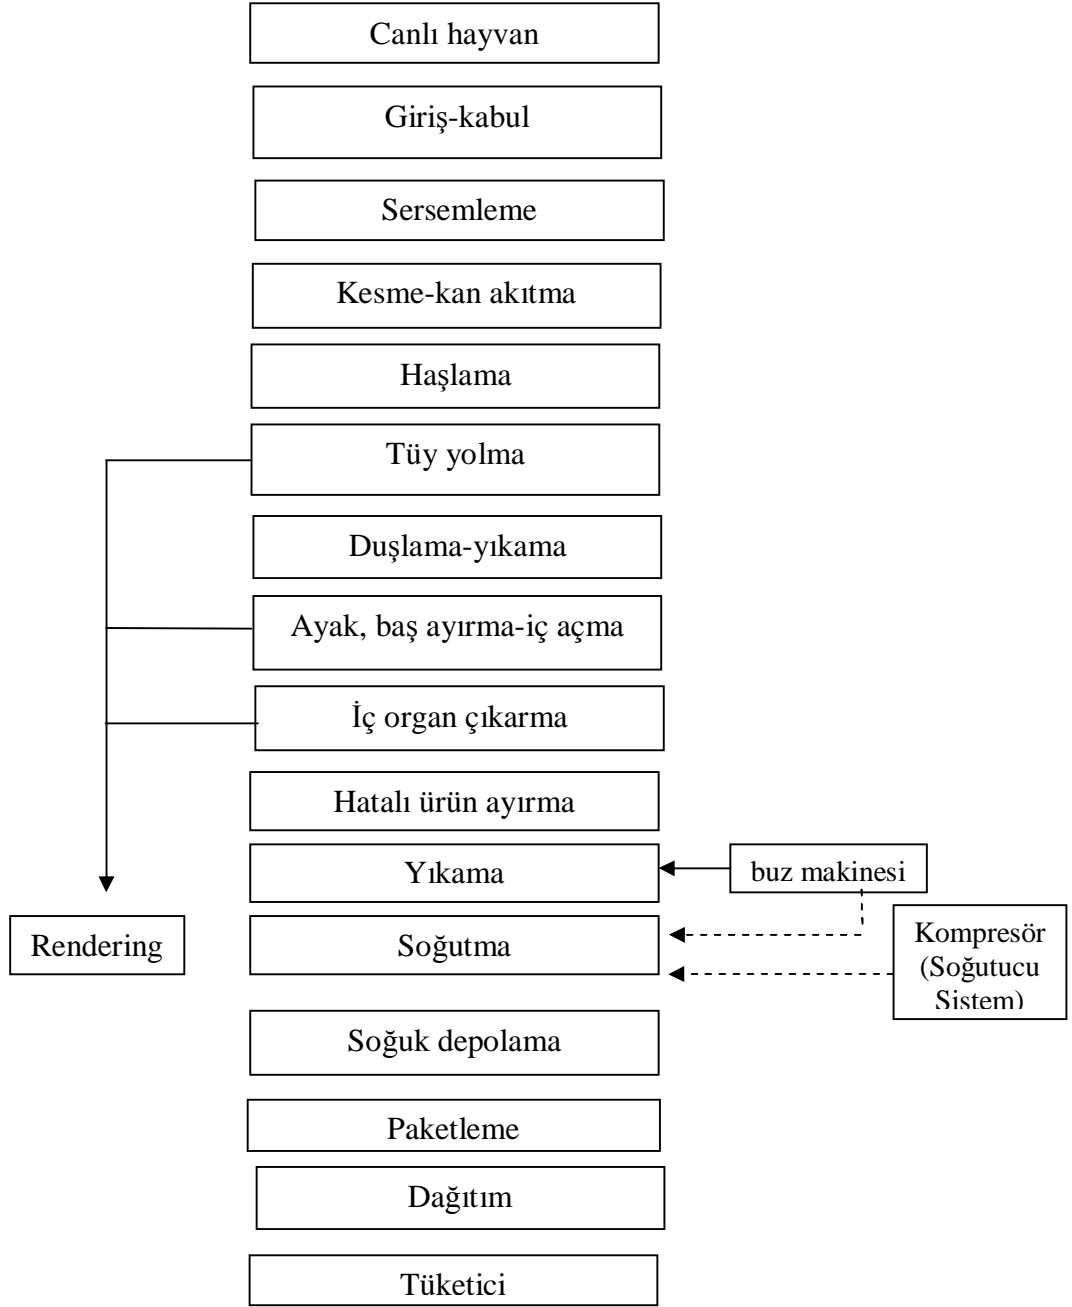 Canlı hayvan
Giriş-kabul
Sersemleme
Kesme-kan akıtma
Haşlama
Tüy yolma
Duşlama-yıkama
Ayak, baş ayırma-iç açma
İç organ çıkarma
Hatalı ürün ayırma
Yıkama
buz makinesi
Rendering
Soğutma
Kompresör
(Soğutucu
Sistem)
Soğuk depolama
Paketleme
Dağıtım
Tüketici